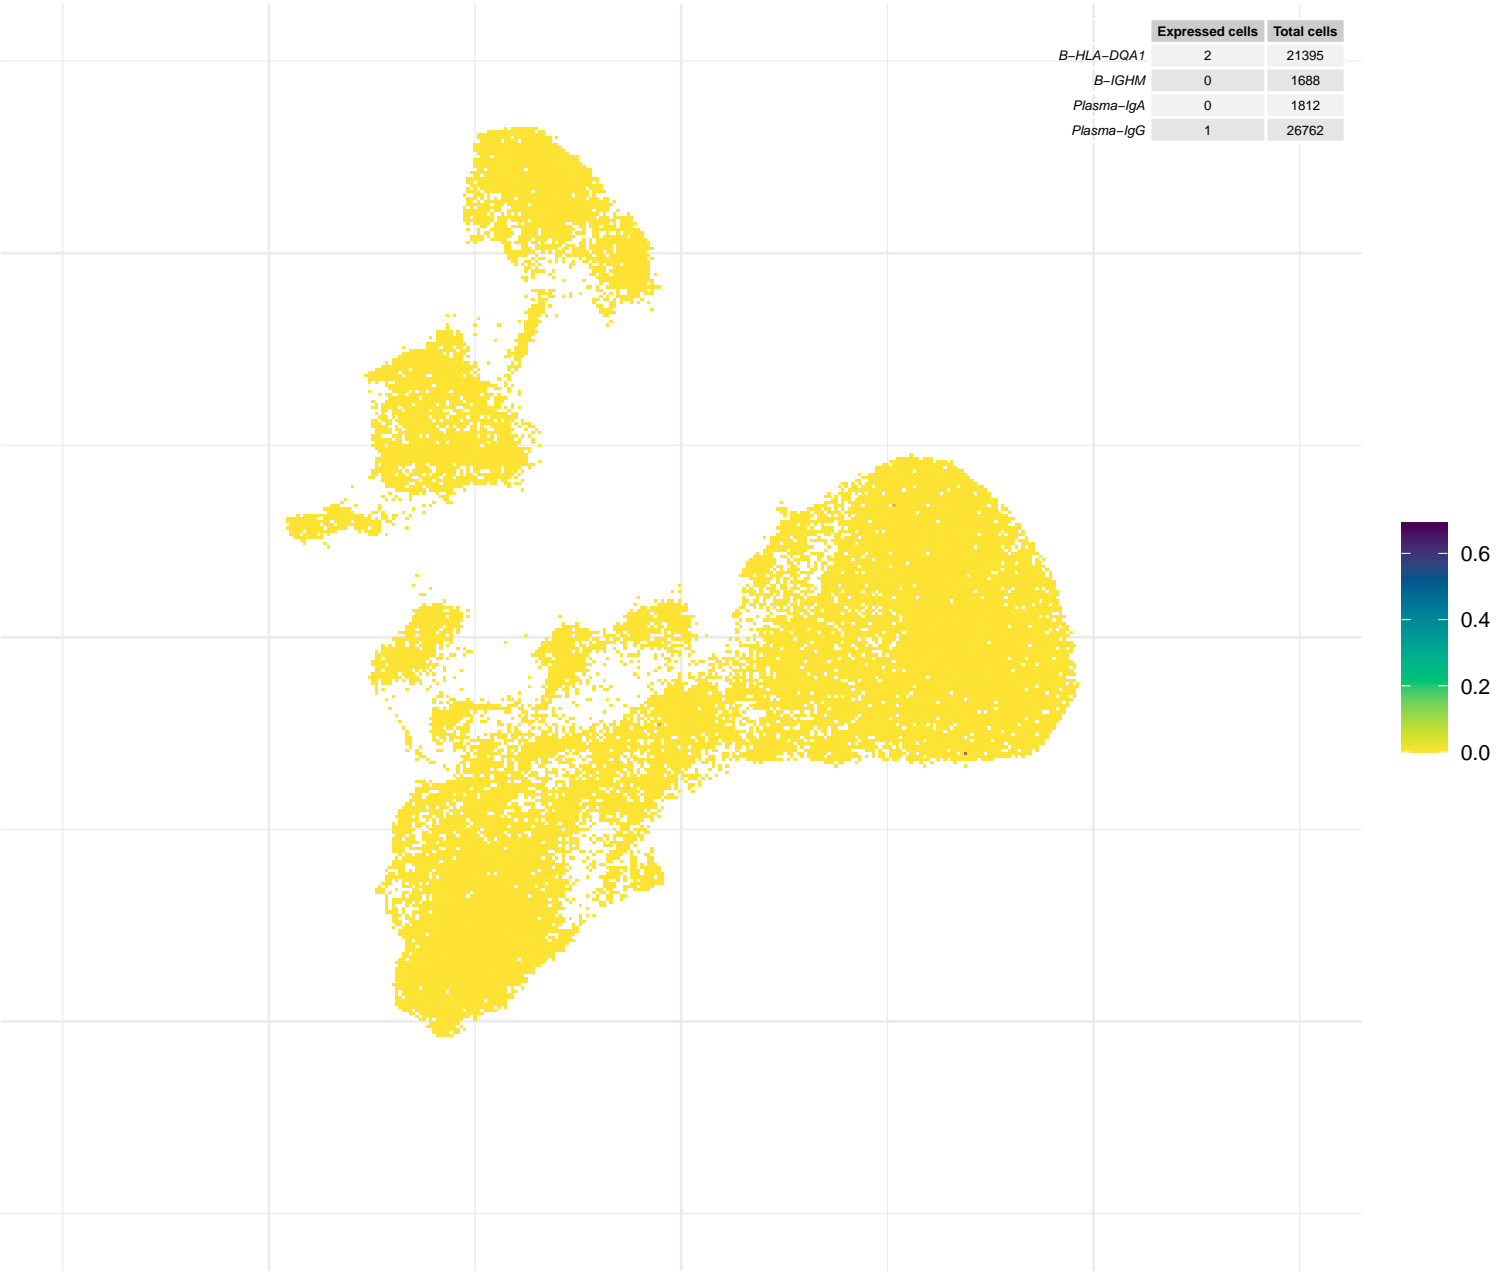 Expressed cells Total cells
B−HLA−DQA1 2 21395
B−IGHM 0 1688
Plasma−IgA 0 1812
Plasma−IgG 1 26762
0.6
0.4
0.2
0.0